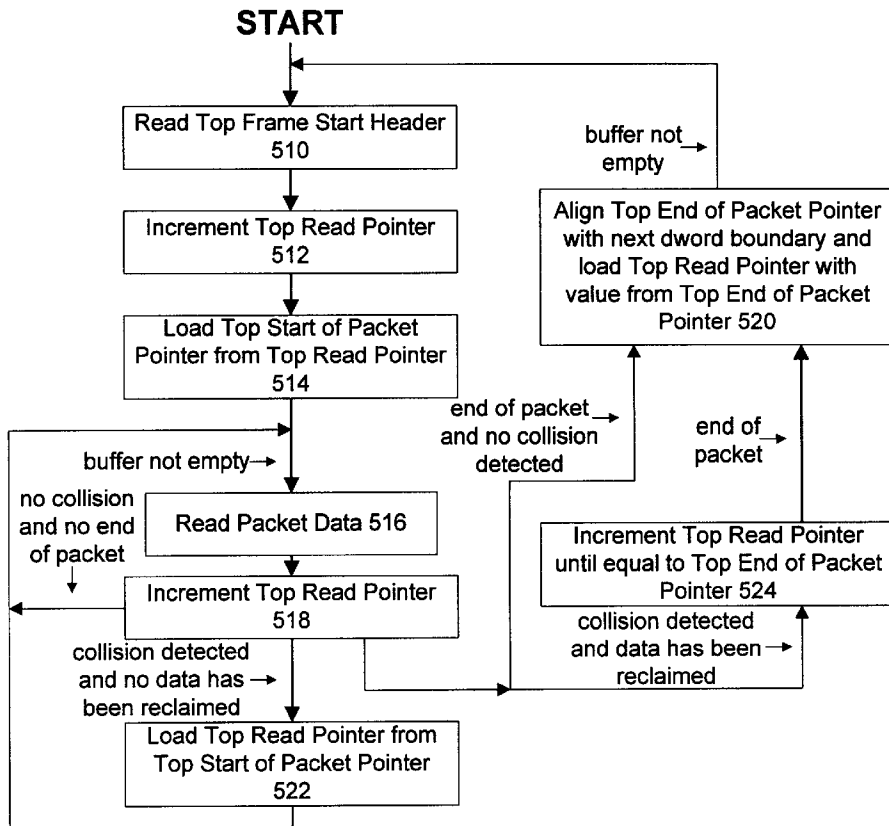 START
Read Top Frame Start Header
510
Increment Top Read Pointer
512
Load Top Start of Packet
Pointer from Top Read Pointer
514
buffer not empty
Read Packet Data 516
no collision
and no end
of packet
Increment Top Read Pointer
518
collision detected
and no data has
been reclaimed
Load Top Read Pointer from
Top Start of Packet Pointer
522
buffer not
empty
Align Top End of Packet Pointer
with next dword boundary and
load Top Read Pointer with
value from Top End of Packet
Pointer 520
end of packet
and no collision
detected
end of
packet
Increment Top Read Pointer
until equal to Top End of Packet
Pointer 524
collision detected
and data has been
reclaimed